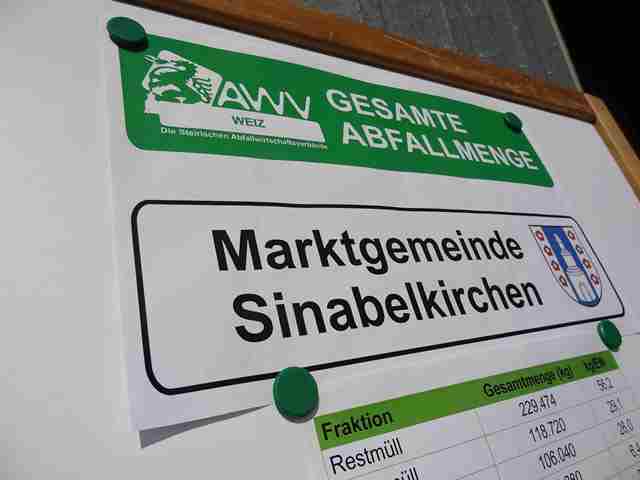 AWV
WEIZ
Die Steirischen Abfallwirtschaftsverbände
GESAMTE
ABFALLMENGE
Marktgemeinde
Sinabelkirchen
Fraktion Gesamtmenge (kg) kg/EW
Restmüll 229.474 56,2
118.720 29,1
106.040 26,0